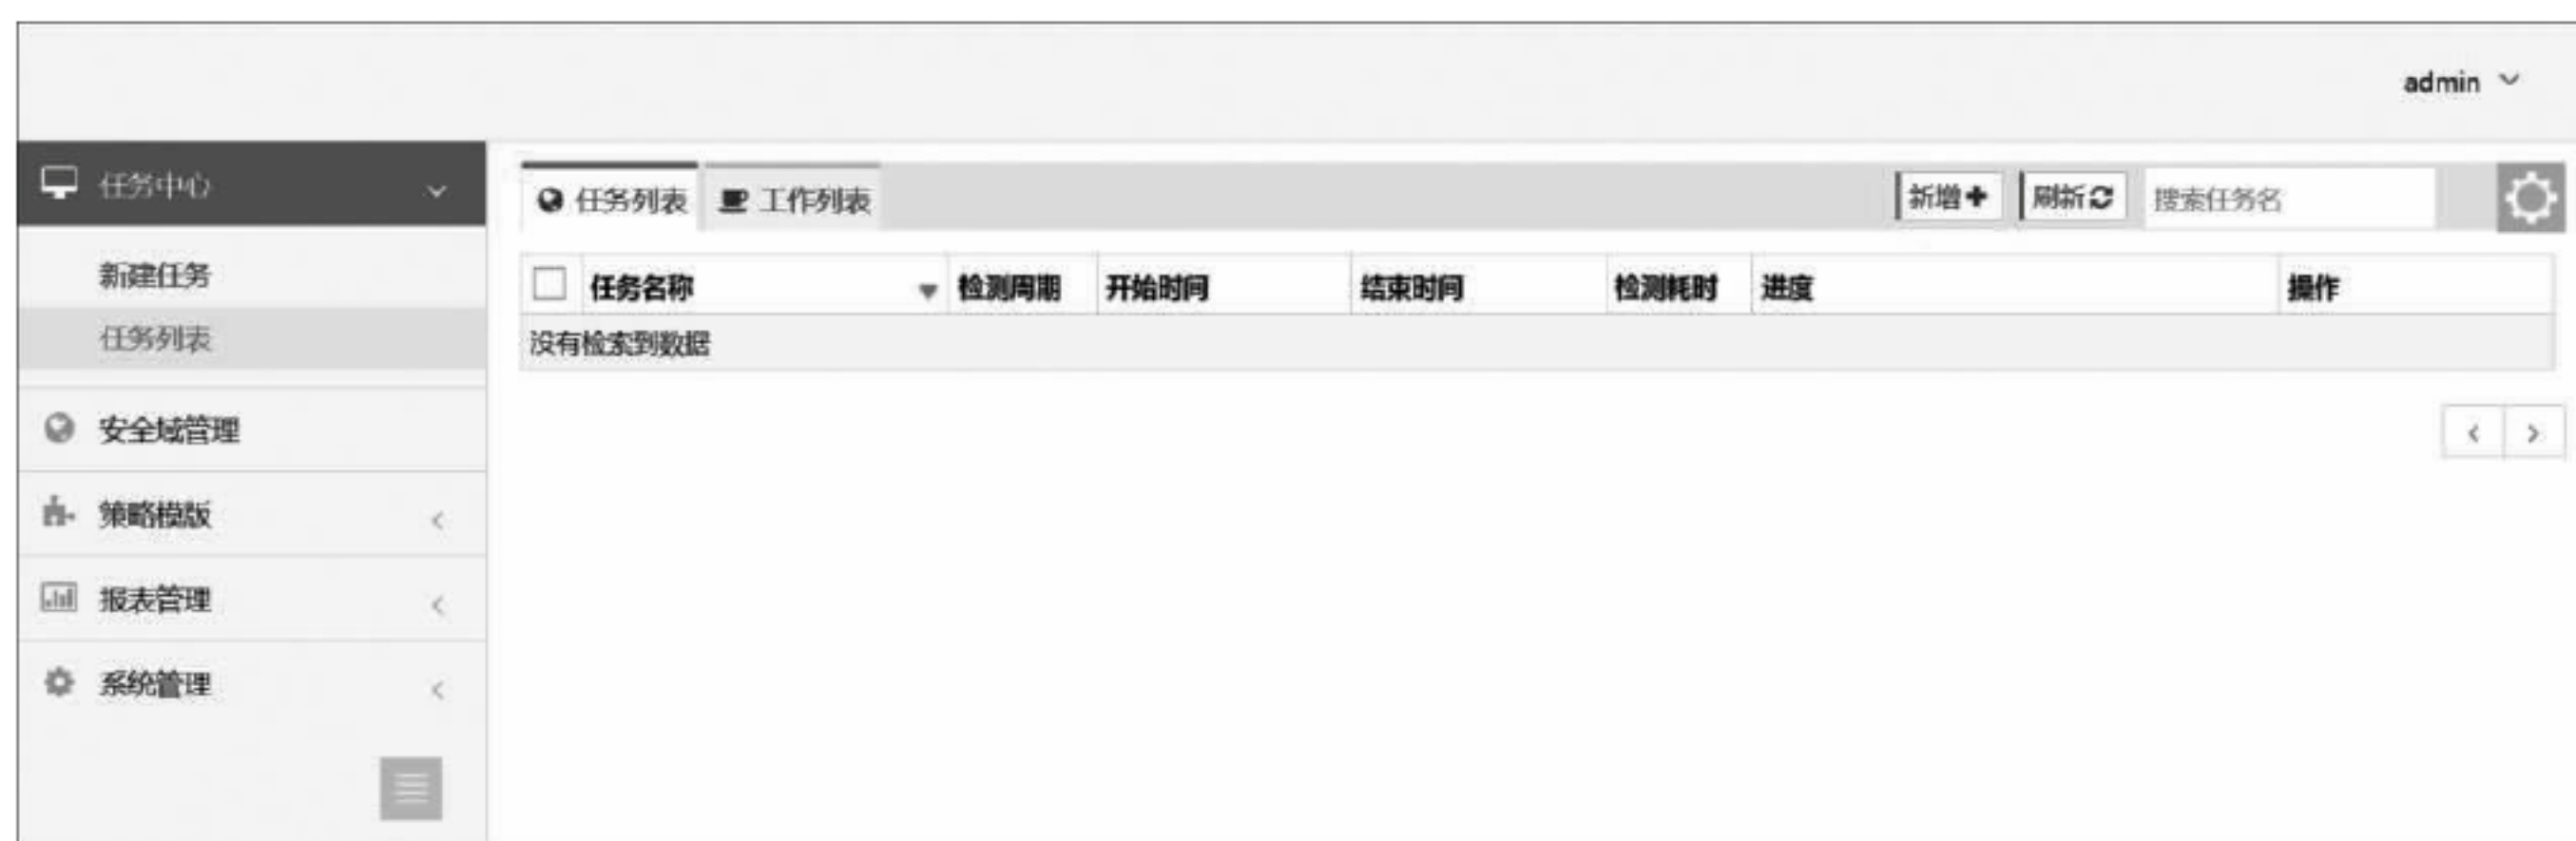 admin
任务中心
新建任务
任务列表
安全域管理
策略模版
报表管理
系统管理
任务列表 工作列表 新增 刷新 搜索任务名
任务名称 检测周期 开始时间 结束时间 检测耗时 进度 操作
没有检索到数据